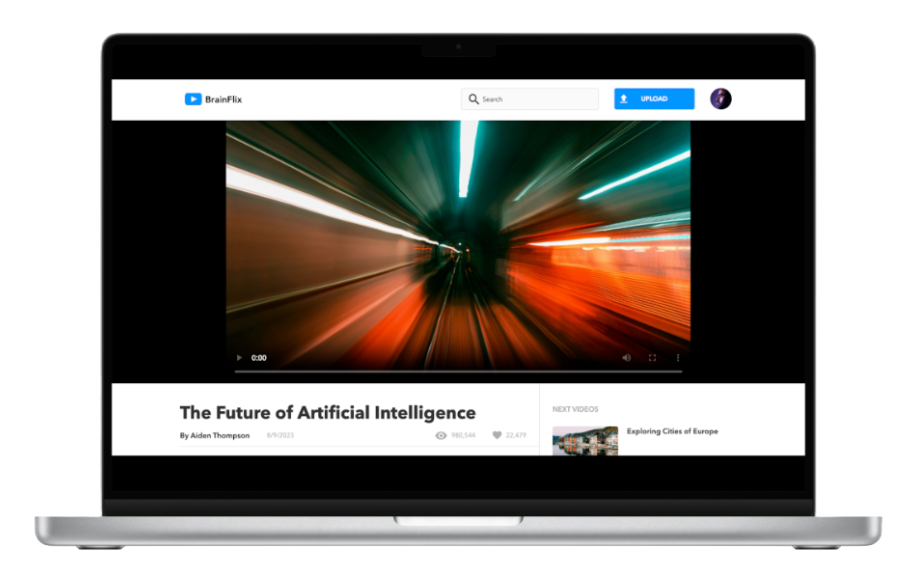 BrainFlix
Search
UPLOAD
0:00
The Future of Artificial Intelligence
By Aiden Thompson 8/9/2023 980,544 22,479
NEXT VIDEOS
Exploring Cities of Europe